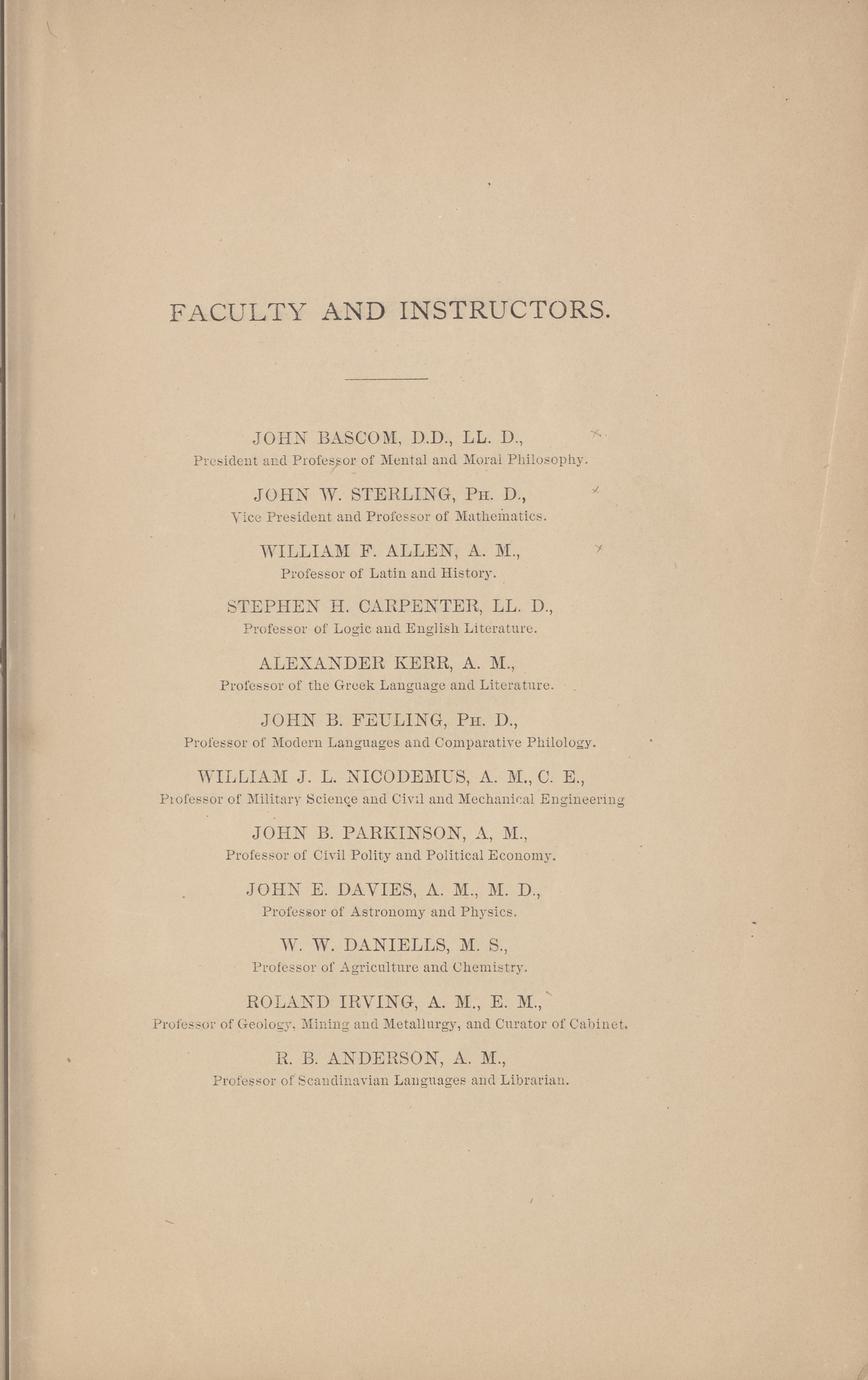 FACULTY AND INSTRUCTORS.
JOHN BASCOM, D.D., LL. D.,
President and Professor of Mental and Moral Philosophy.
JOHN W. STERLING, PH. D.,
Vice President and Professor of Mathematics.
WILLIAM F. ALLEN, A. M.,
Professor of Latin and History.
STEPHEN H. CARPENTER, LL. D.,
Professor of Logic and English Literature.
ALEXANDER KERR, A. M.,
Professor of the Greek Language and Literature.
JOHN B. FEULING, PH. D.,
Professor of Modern Languages and Comparative Philology.
WILLIAM J. L. NICODEMUS, A. M., C. E.,
Professor of Military Science and Civil and Mechanical Engineering
JOHN B. PARKINSON, A, M.,
Professor of Civil Polity and Political Economy.
JOHN E. DAVIES, A. M., M. D.,
Professor of Astronomy and Physics.
W. W. DANIELLS, M. S.,
Professor of Agriculture and Chemistry.
ROLAND IRVING, A. M., E. M.,
Professor of Geology, Mining and Metallurgy, and Curator of Cabinet.
R. B. ANDERSON, A. M.,
Professor of Scandinavian Languages and Librarian.